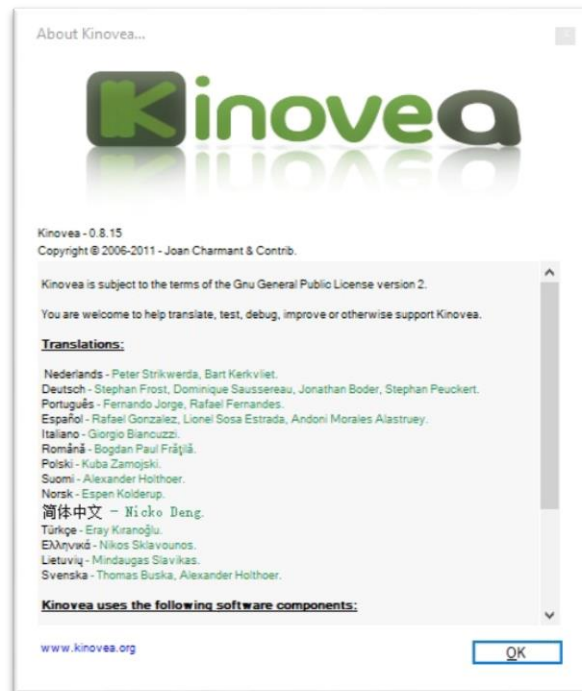 About Kinovea...
Kinovea
Kinovea - 0.8.15
Copyright © 2006-2011 - Joan Charmant & Contrib.
Kinovea is subject to the terms of the Gnu General Public License version 2.
You are welcome to help translate, test, debug, improve or otherwise support Kinovea.
Translations:
Nederlands - Peter Strikwerda, Bart Kerkvliet.
Deutsch - Stephan Frost, Dominique Saussereau, Jonathan Boder, Stephan Peuckert.
Português - Fernando Jorge, Rafael Fernandes.
Español - Rafael Gonzalez, Lionel Sosa Estrada, Andoni Morales Alastruey.
Italiano - Giorgio Biancuzzi.
Română - Bogdan Paul Frăţilă.
Polski - Kuba Zamojski.
Suomi - Alexander Holthoer.
Norsk - Espen Kolderup.
简体中文 - Nicko Deng.
Türkçe - Eray Kıranoğlu.
Ελληνικά - Nikos Sklavounos.
Lietuvių - Mindaugas Slavikas.
Svenska - Thomas Buska, Alexander Holthoer.
Kinovea uses the following software components:
www.kinovea.org
OK